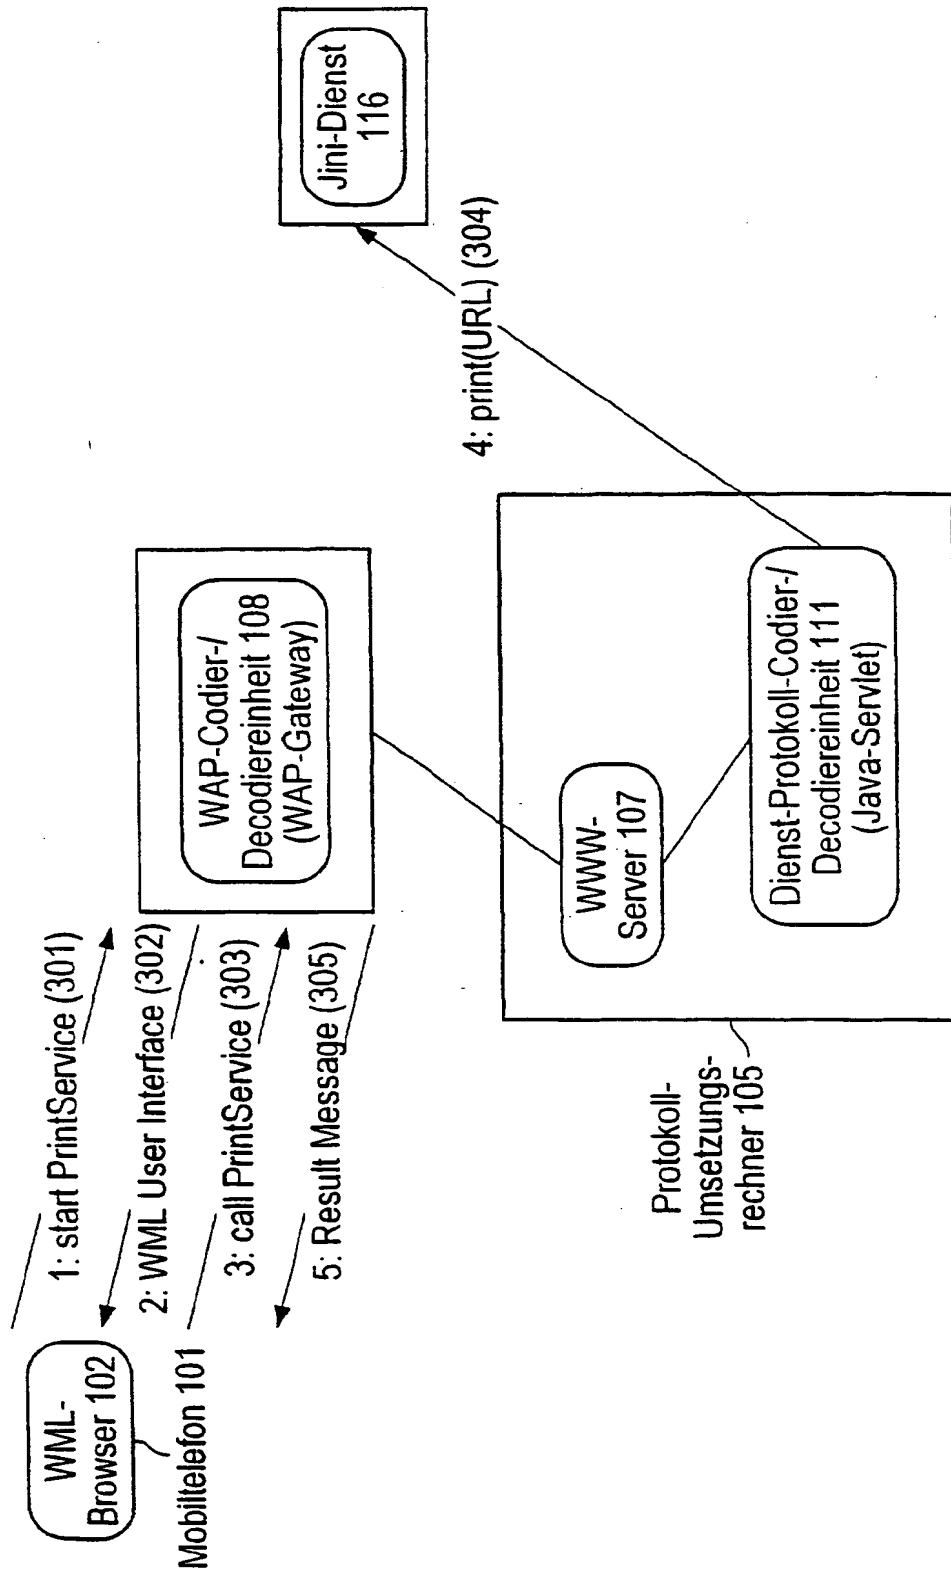 WML-
Browser 102
Mobiltelefon 101
1: start PrintService (301)
2: WML User Interface (302)
3: call PrintService (303)
5: Result Message (305)
WAP-Codier-/
Decodiereinheit 108
(WAP-Gateway)
Jini-Dienst
116
4: print(URL) (304)
WWW-
Server 107
Dienst-Protokoll-Codier-/
Decodiereinheit 111
(Java-Servlet)
Protokoll-
Umsetzungs-
rechner 105